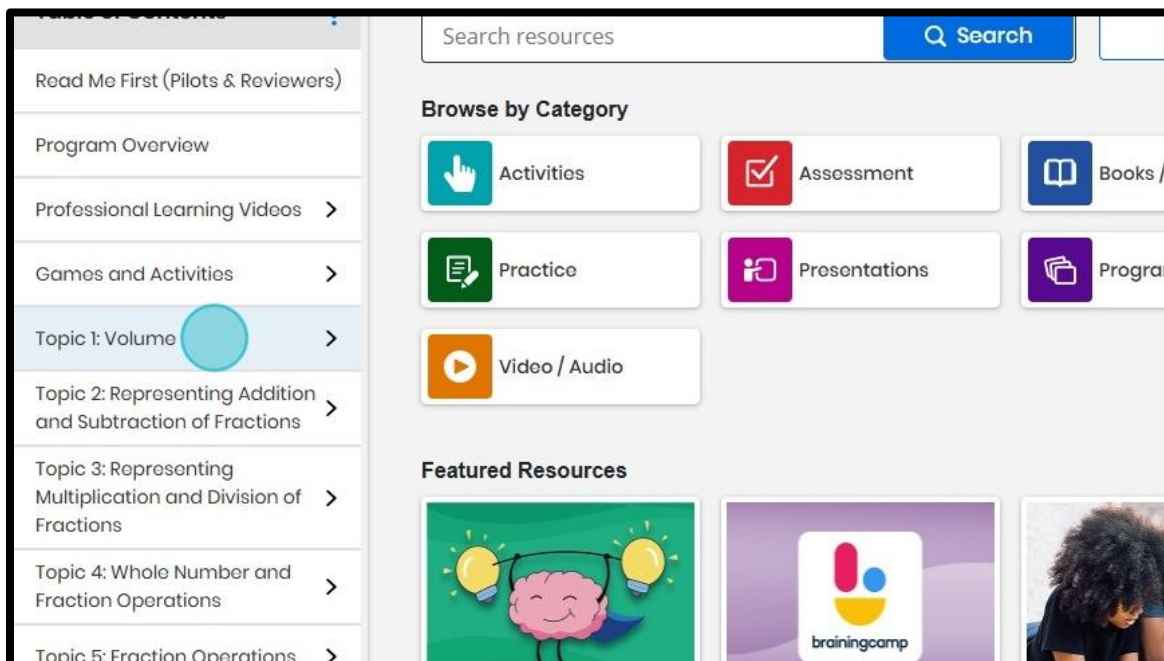 Table of Contents
Read Me First (Pilots & Reviewers)
Program Overview
Professional Learning Videos
Games and Activities
Topic 1: Volume
Topic 2: Representing Addition
and Subtraction of Fractions
Topic 3: Representing
Multiplication and Division of
Fractions
Topic 4: Whole Number and
Fraction Operations
Topic 5: Fraction Operations
Search resources
Search
Browse by Category
Activities
Assessment
Books /
Practice
Presentations
Video / Audio
Featured Resources
brainingcamp